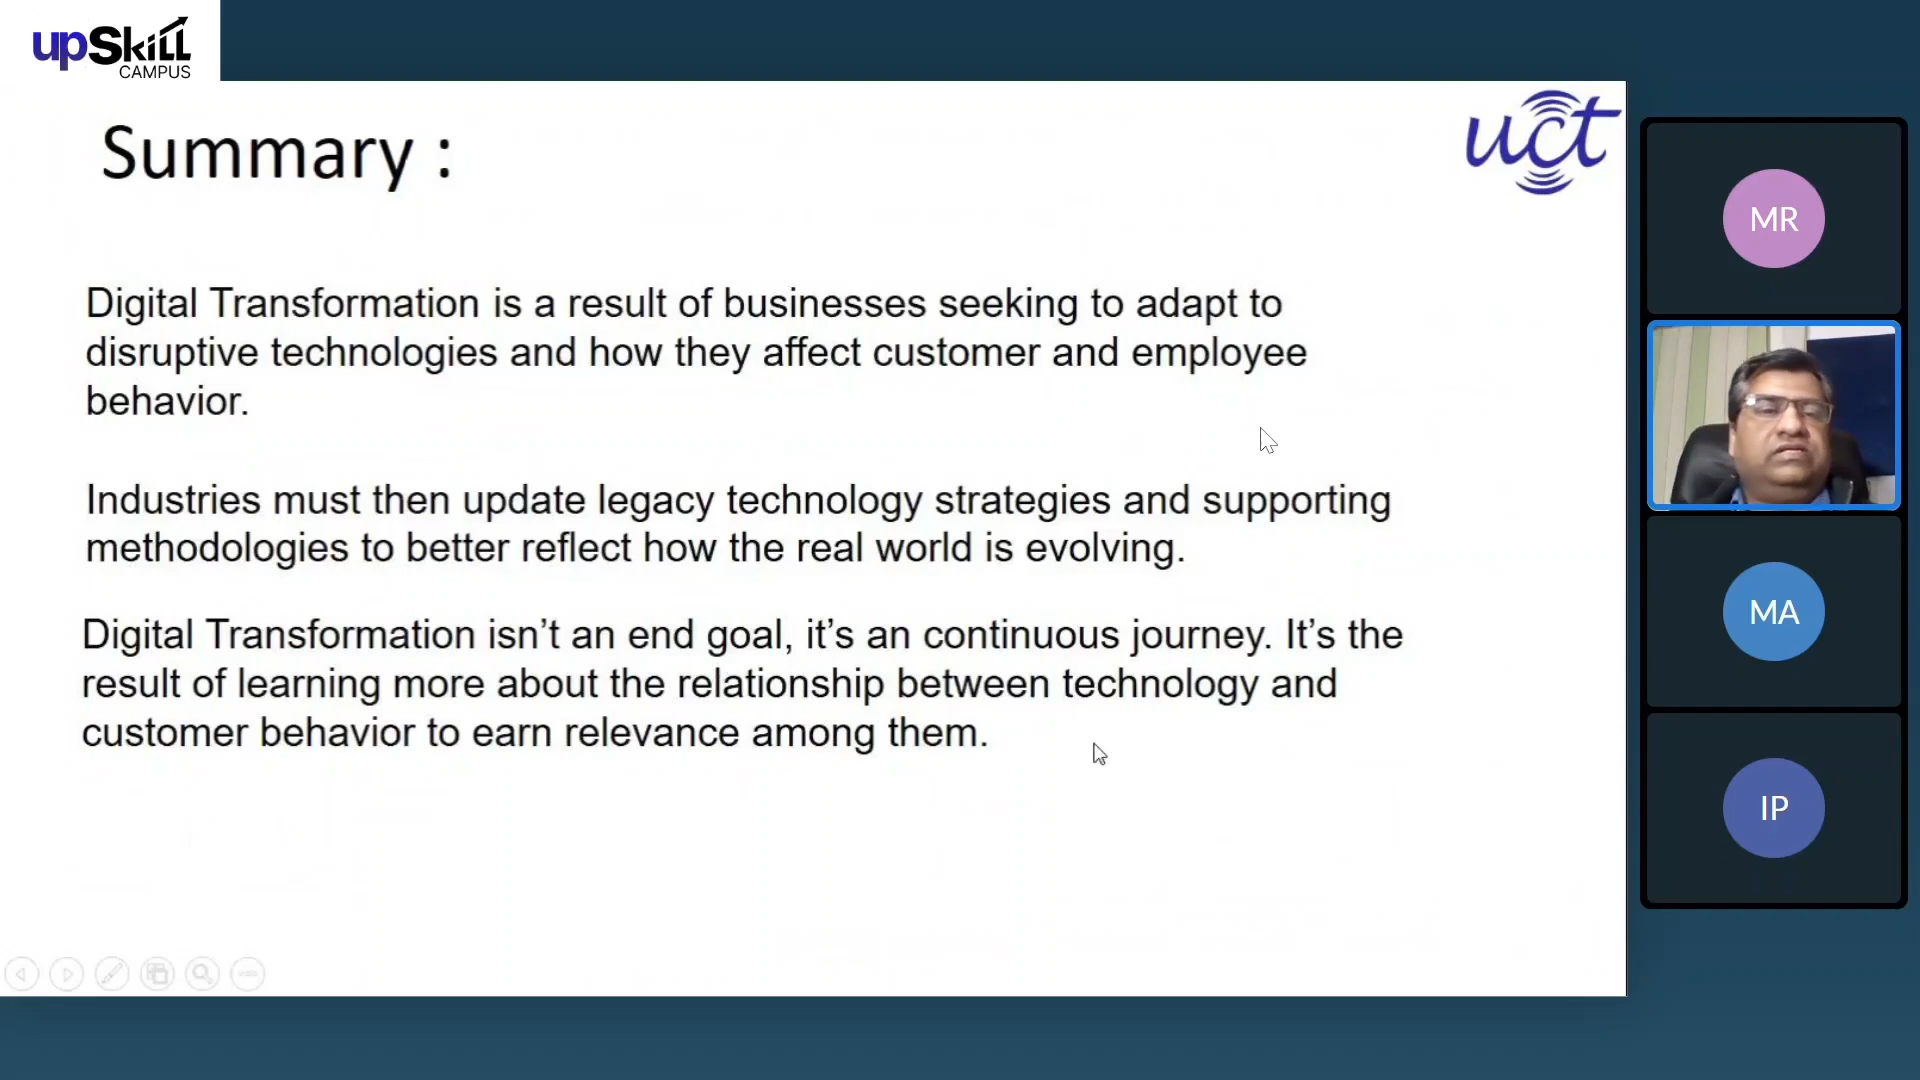 upSkill
CAMPUS
uct
Summary :
Digital Transformation is a result of businesses seeking to adapt to
disruptive technologies and how they affect customer and employee
behavior.
Industries must then update legacy technology strategies and supporting
methodologies to better reflect how the real world is evolving.
Digital Transformation isn’t an end goal, it’s an continuous journey. It’s the
result of learning more about the relationship between technology and
customer behavior to earn relevance among them.
MR
MA
IP